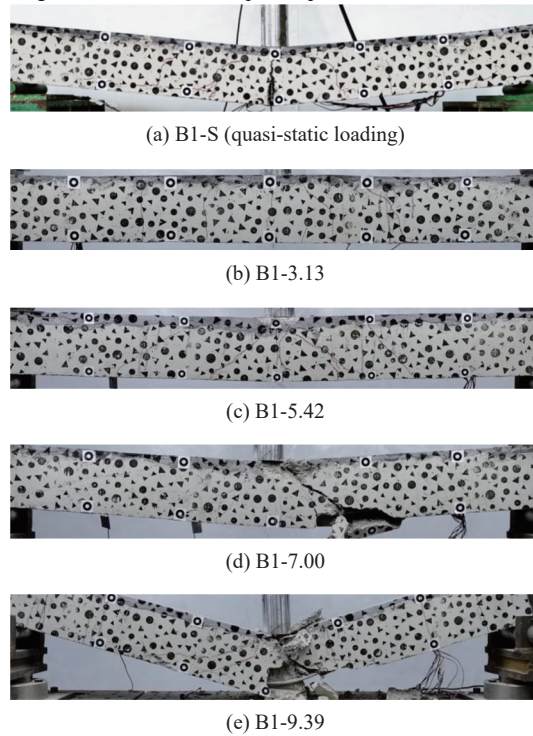 (a) B1-S (quasi-static loading)
(b) B1-3.13
(c) B1-5.42
(d) B1-7.00
(e) B1-9.39